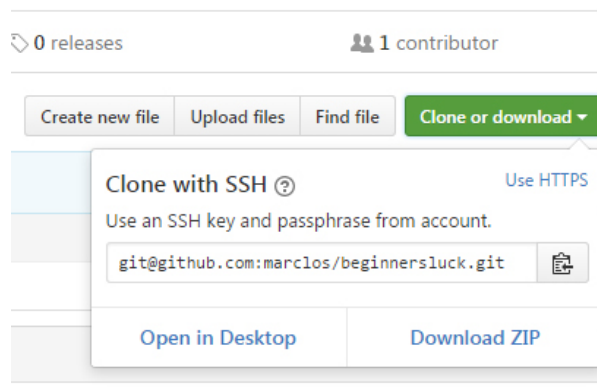 0 releases 1 contributor
Create new file Upload files Find file Clone or download
Clone with SSH ? Use HTTPS
Use an SSH key and passphrase from account.
git@github.com:marclos/beginnersluck.git
Open in Desktop Download ZIP